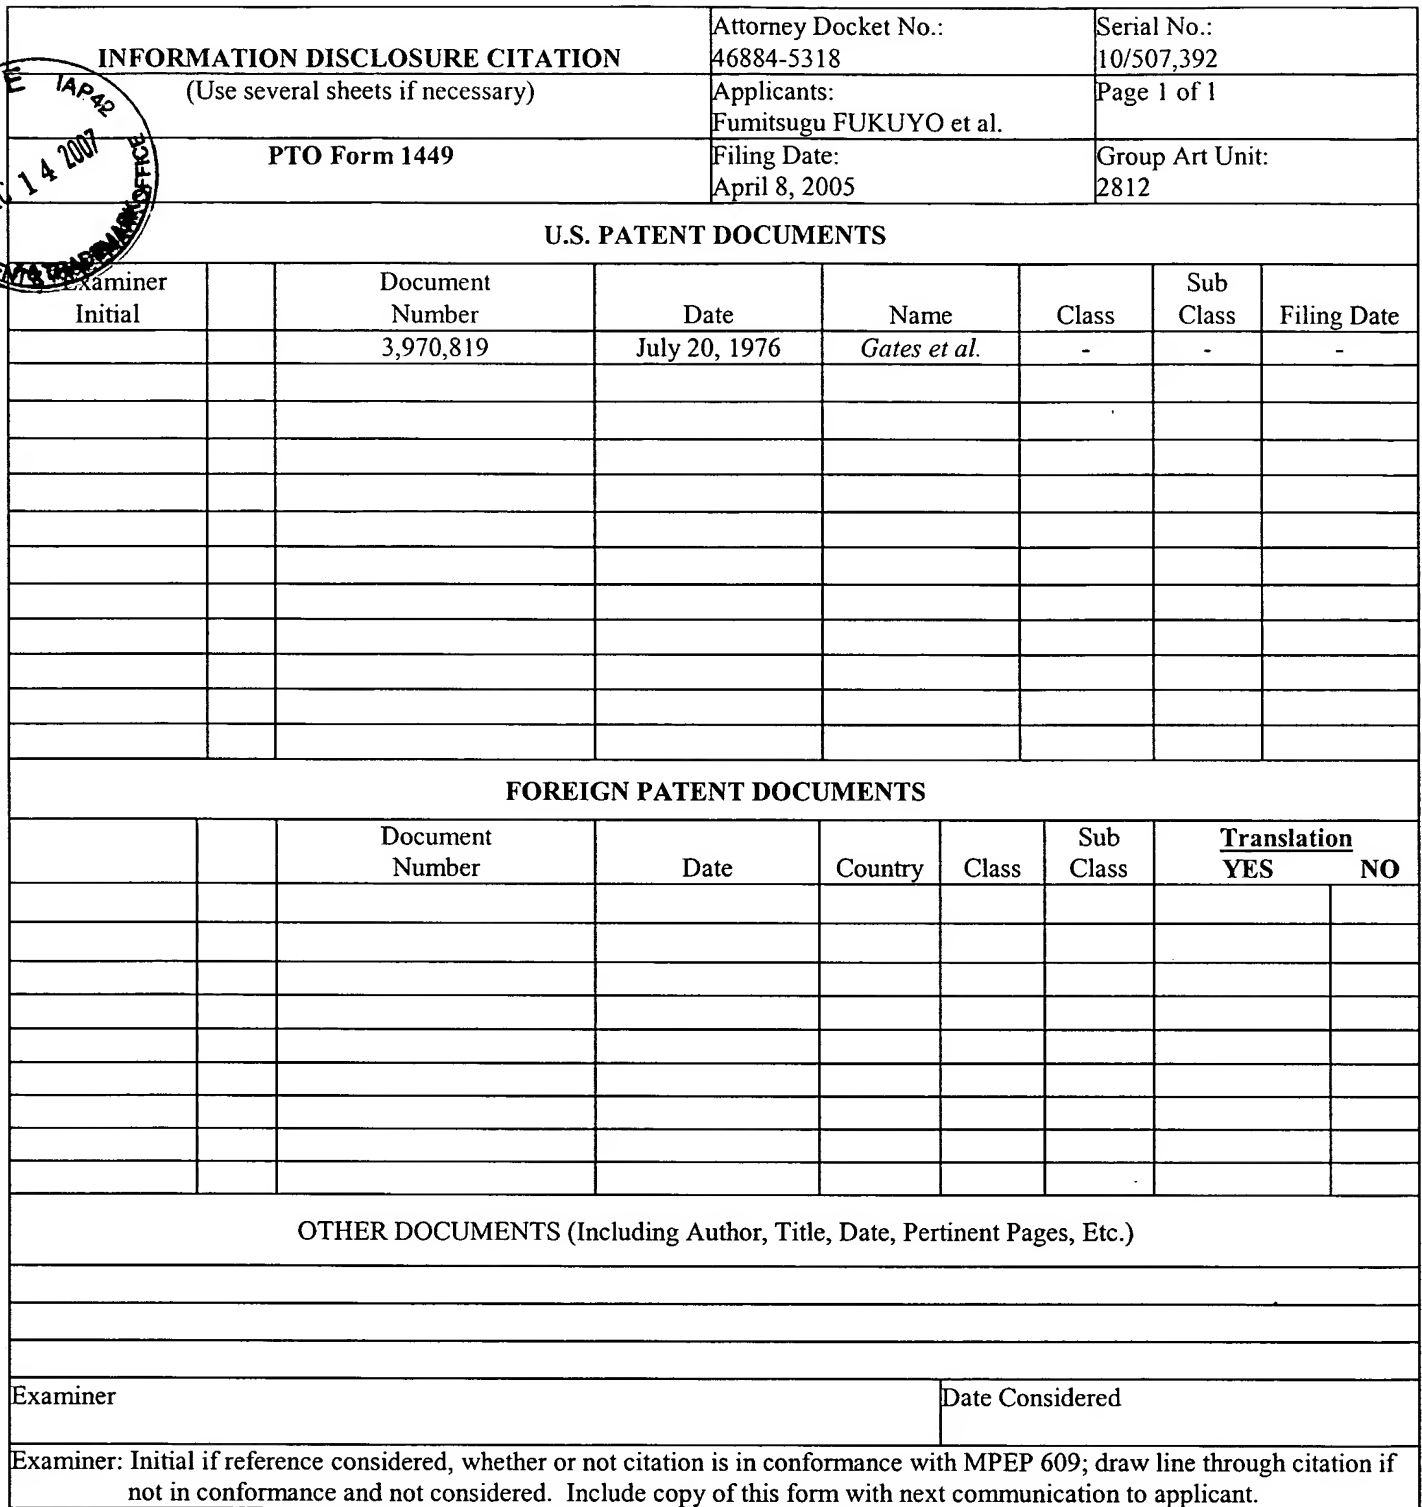 INFORMATION DISCLOSURE CITATION
(Use several sheets if necessary)
PTO Form 1449
Attorney Docket No.:
46884-5318
Serial No.:
10/507,392
Applicants:
Fumitsugu FUKUYO et al.
Page 1 of 1
Filing Date:
April 8, 2005
Group Art Unit:
2812
IAP42
14 2007
OFFICE
U.S. PATENT DOCUMENTS
Examiner
Initial
Document
Number
Date
Name
Class
Sub
Class
Filing Date
3,970,819 July 20, 1976 Gates et al. - - -
FOREIGN PATENT DOCUMENTS
Document
Number
Date
Country
Class
Sub
Class
Translation
YES NO
OTHER DOCUMENTS (Including Author, Title, Date, Pertinent Pages, Etc.)
Examiner
Date Considered
Examiner: Initial if reference considered, whether or not citation is in conformance with MPEP 609; draw line through citation if
not in conformance and not considered. Include copy of this form with next communication to applicant.